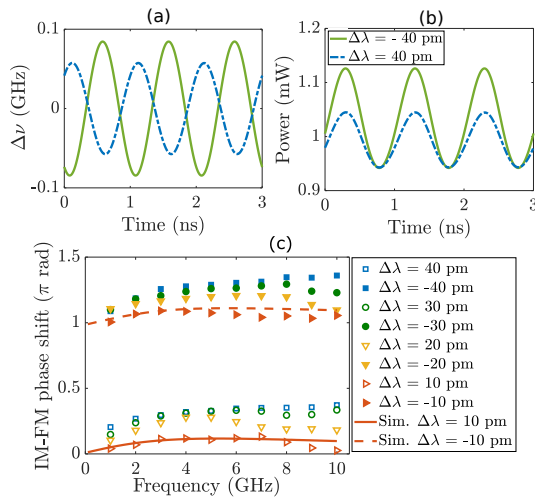 (a)
0.1
0
-0.1
Δν (GHz)
0 1 2 3
Time (ns)
(b)
1.2
1.1
1
0.9
Power (mW)
Δλ = - 40 pm
Δλ = 40 pm
0 1 2 3
Time (ns)
(c)
1.5
1
0.5
0
IM-FM phase shift (π rad)
0 2 4 6 8 10
Frequency (GHz)
Δλ = 40 pm
Δλ = -40 pm
Δλ = 30 pm
Δλ = -30 pm
Δλ = 20 pm
Δλ = -20 pm
Δλ = 10 pm
Δλ = -10 pm
Sim. Δλ = 10 pm
Sim. Δλ = -10 pm